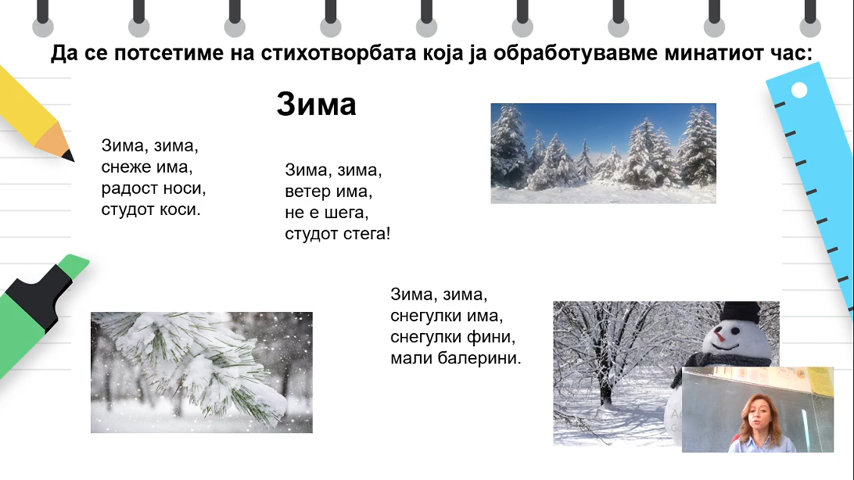 Да се потсетиме на стихотворбата која ја обработувавме минатиот час:
Зима
Зима, зима,
снеже има,
радост носи,
студот коси.
Зима, зима,
ветер има,
не е шега,
студот стега!
Зима, зима,
снегулки има,
снегулки фини,
мали балерини.